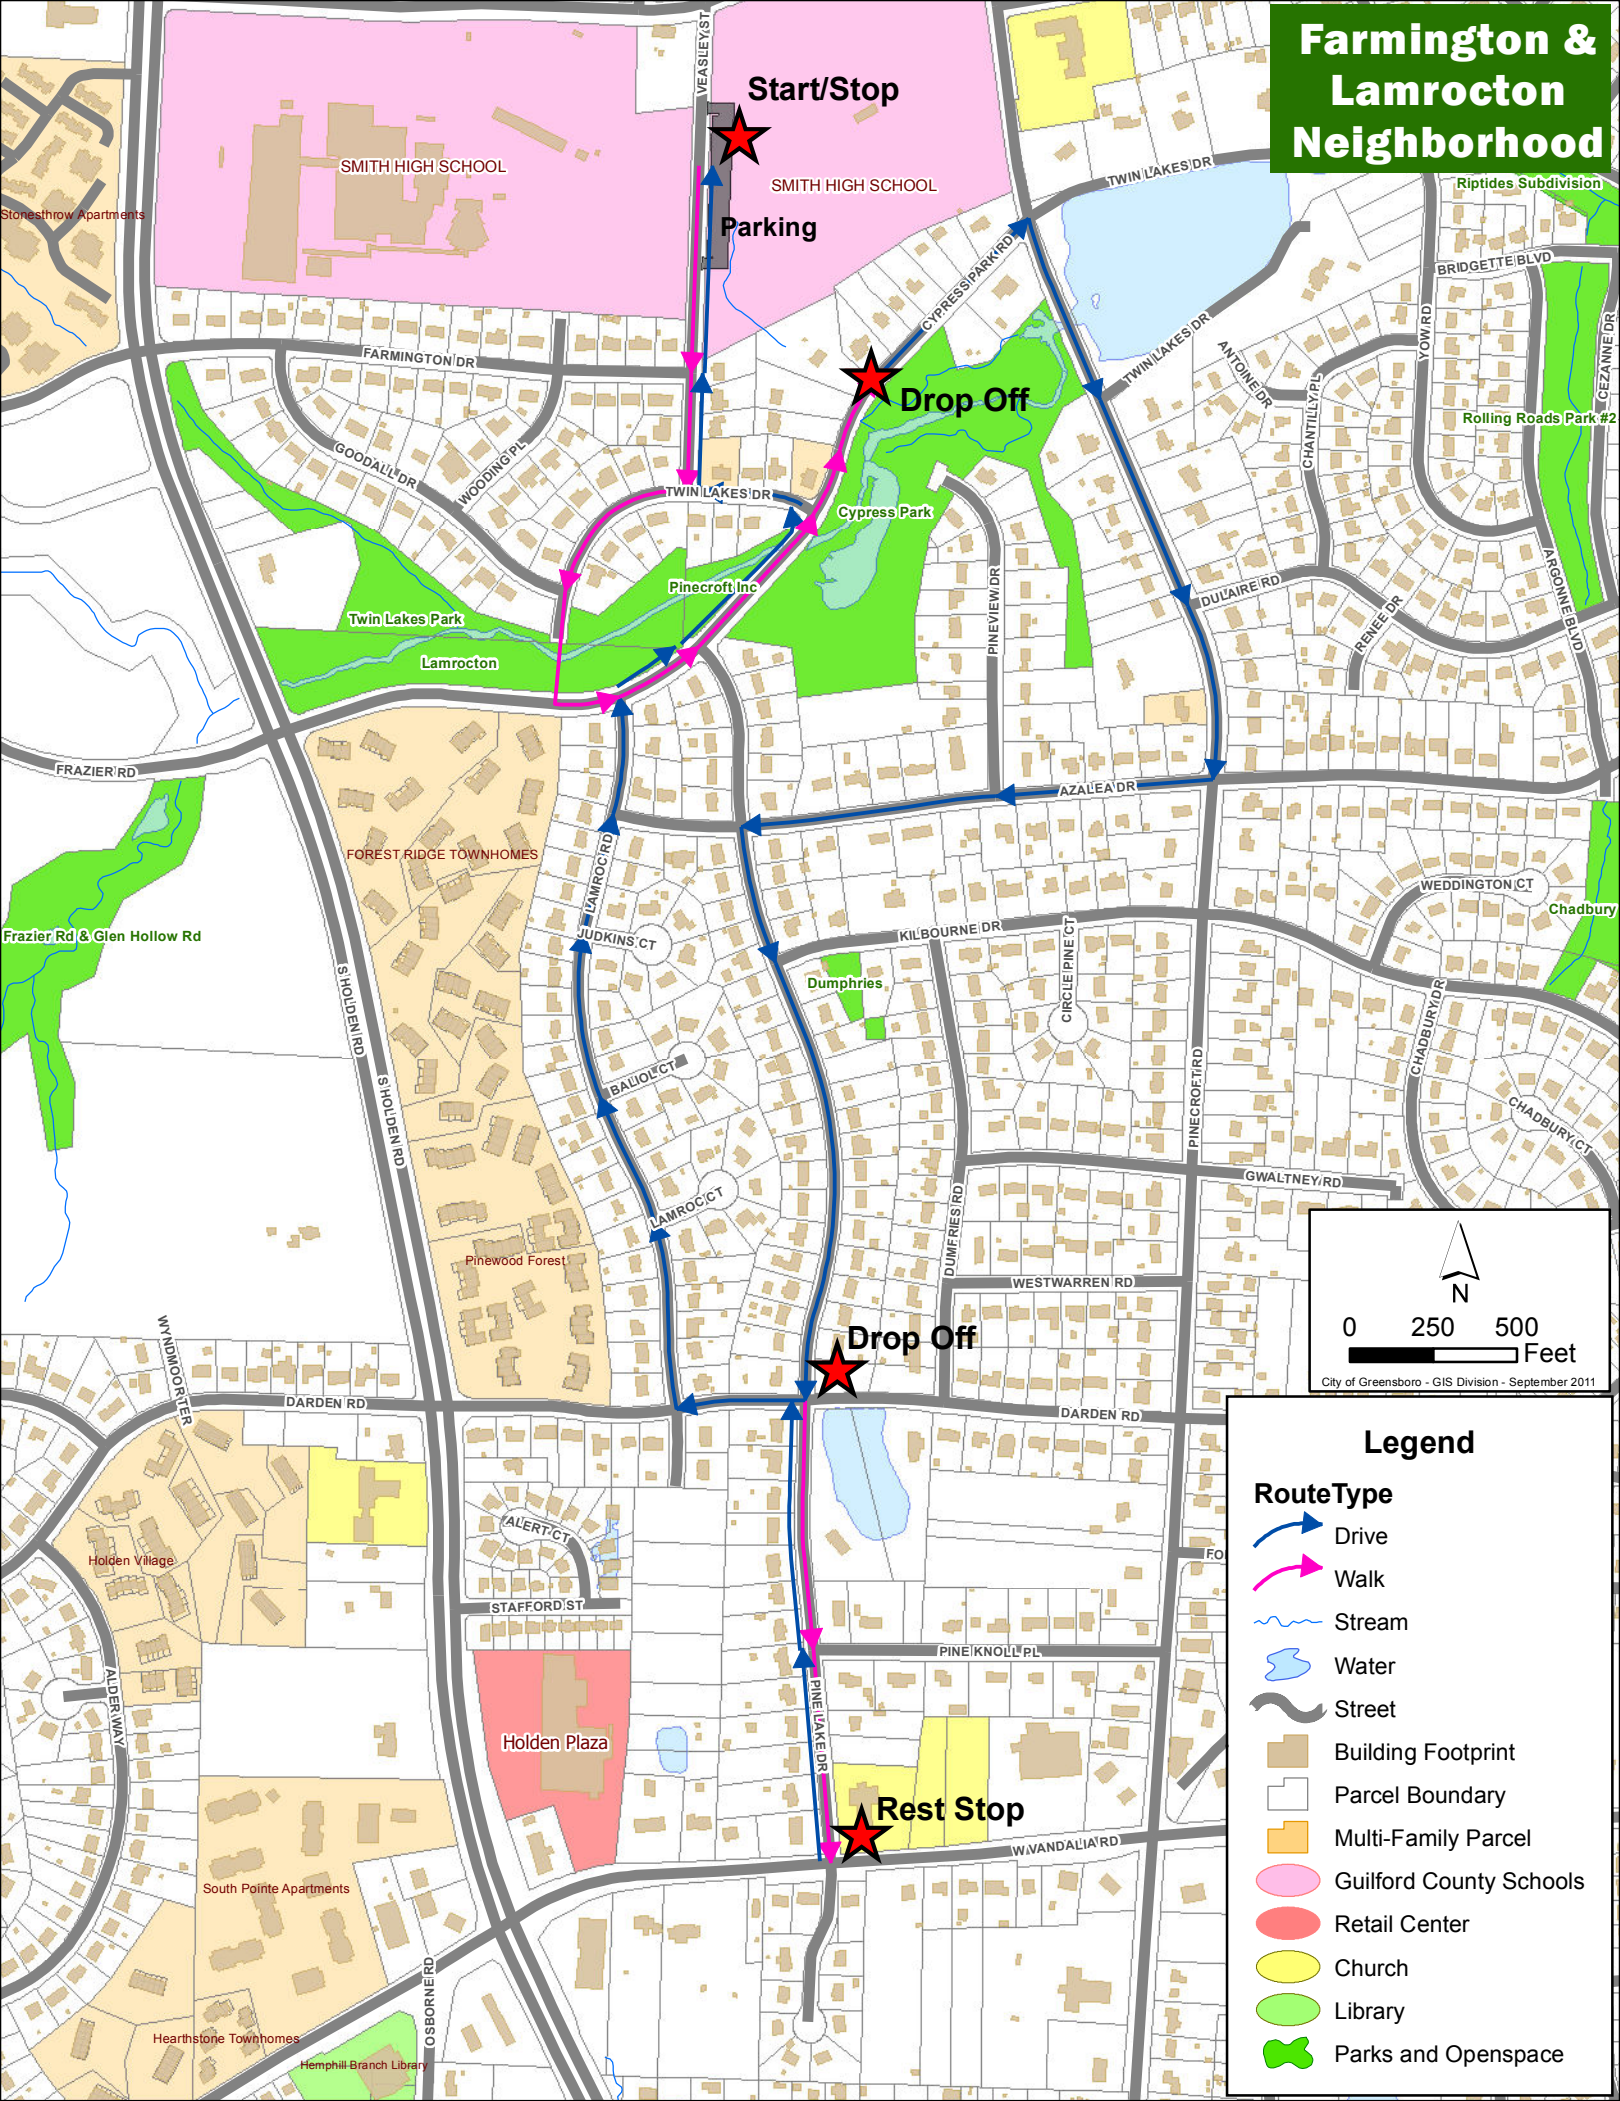 Farmington &
Lamrocton
Neighborhood
VEASLEY ST
Start/Stop
SMITH HIGH SCHOOL
SMITH HIGH SCHOOL
TWIN LAKES DR
Riptides Subdivision
Stonesthrow Apartments
Parking
CYPRESS PARK RD
BRIDGETTE BLVD
FARMINGTON DR
TWIN LAKES DR
ANTOINE DR
YOW RD
CEZANNE DR
Drop Off
CHANTILLY PL
Rolling Roads Park #2
GOODALL DR
WOODING PL
TWIN LAKES DR
Cypress Park
Pinecroft Inc
PINEVIEW DR
DULAIRE RD
RENEE DR
ARGONNE BLVD
Twin Lakes Park
Lamrocton
FRAZIER RD
AZALEA DR
FOREST RIDGE TOWNHOMES
LAMROC RD
WEDDINGTON CT
Chadbury
Frazier Rd & Glen Hollow Rd
JUDKINS CT
KILBOURNE DR
CIRCLE PINE CT
Dumphries
S HOLDEN RD
CHADBURY DR
BALIOL CT
PINECROFT RD
S HOLDEN RD
CHADBURY CT
GWALTNEY RD
LAMROC CT
DUMFRIES RD
Pinewood Forest
WESTWARREN RD
N
0 250 500
Feet
City of Greensboro - GIS Division - September 2011
WYNDMOOR TER
Drop Off
DARDEN RD
DARDEN RD
ALERT CT
FO
Holden Village
STAFFORD ST
PINE KNOLL PL
ALDER WAY
PINE LAKE DR
Holden Plaza
Rest Stop
W VANDALIA RD
South Pointe Apartments
OSBORNE RD
Hearthstone Townhomes
Hemphill Branch Library
Legend
RouteType
Drive
Walk
Stream
Water
Street
Building Footprint
Parcel Boundary
Multi-Family Parcel
Guilford County Schools
Retail Center
Church
Library
Parks and Openspace